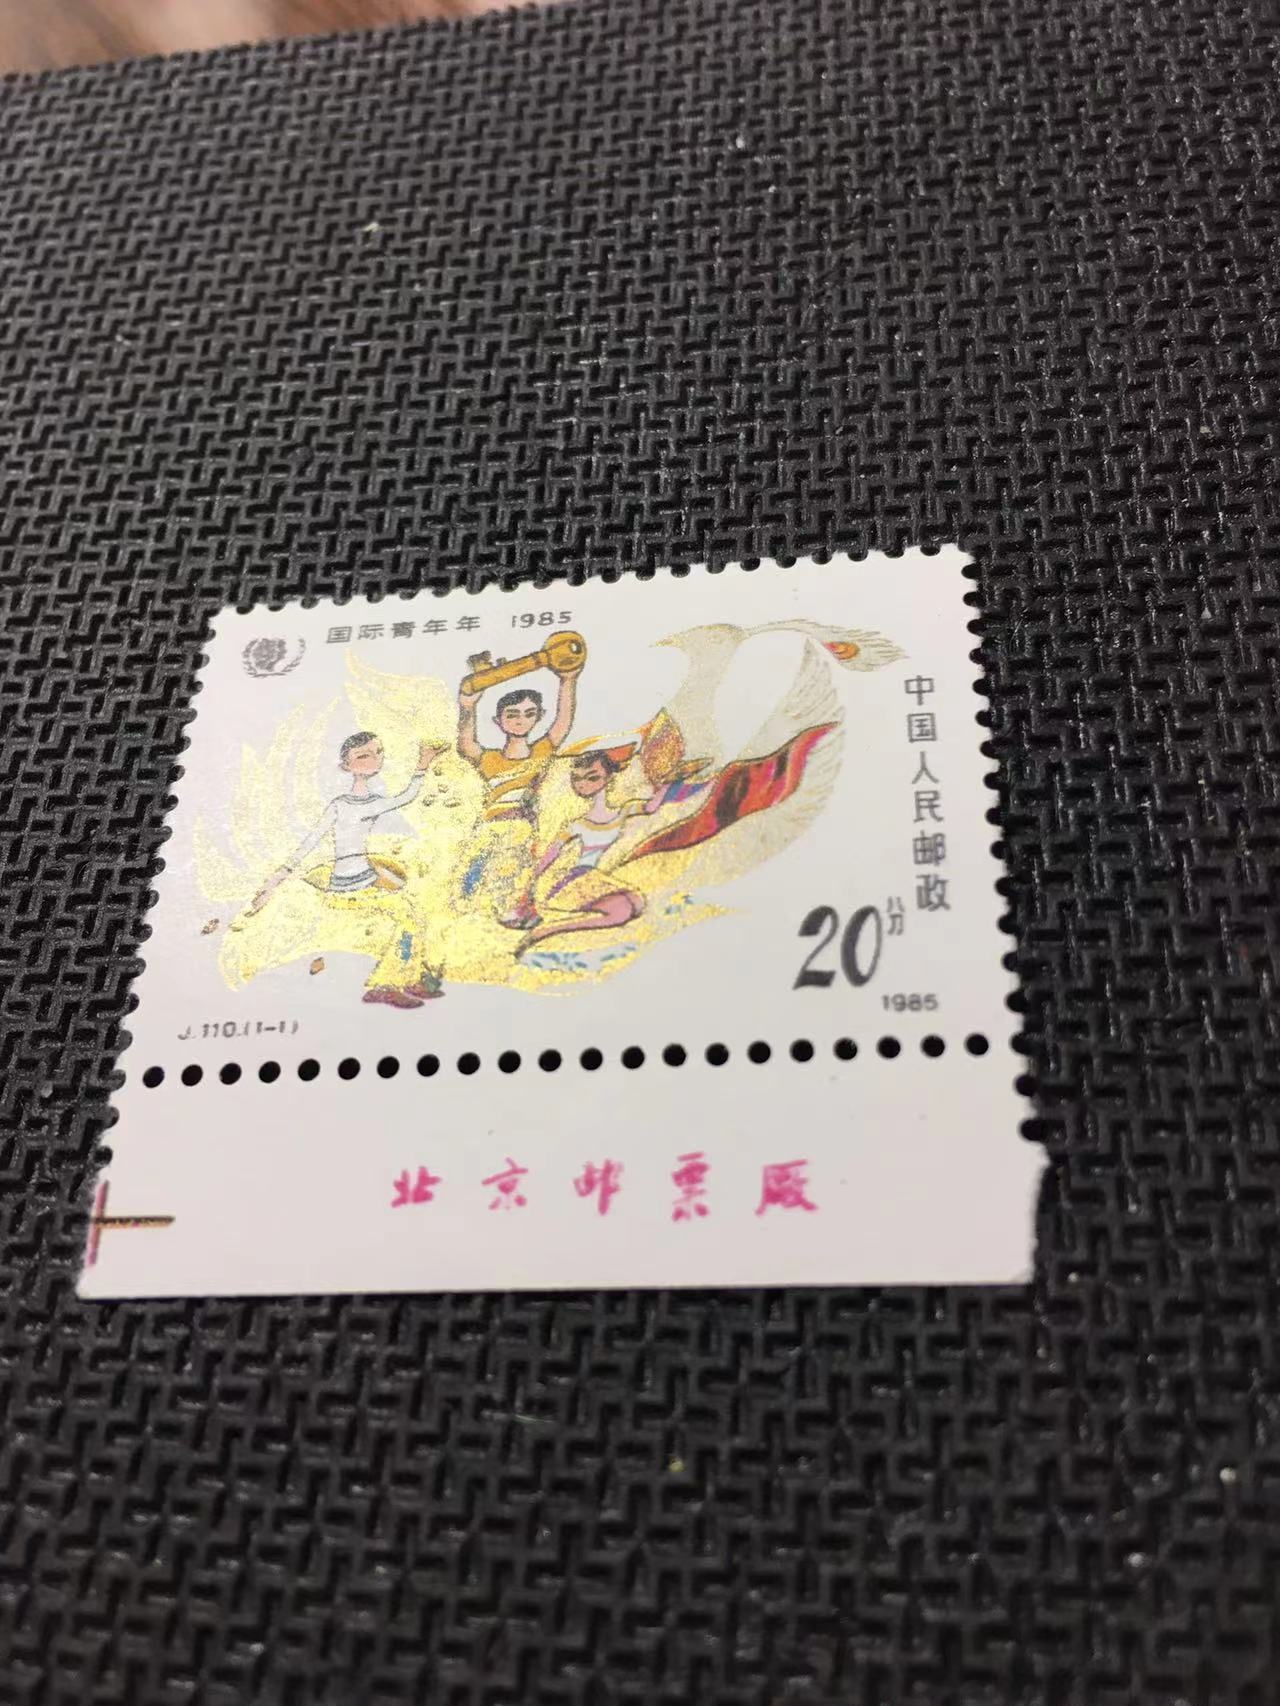 国际青年年 1985
中国人民邮政
20分
1985
J.110.(1-1)
北京邮票厂